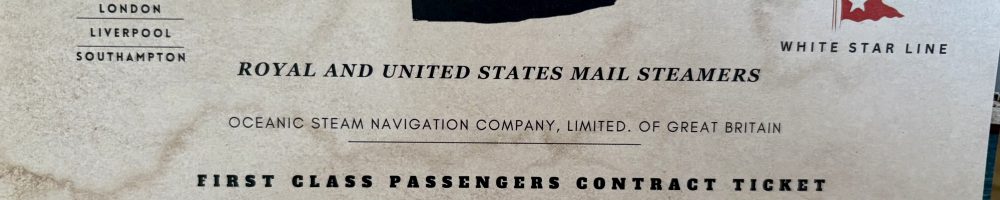 LONDON
LIVERPOOL
SOUTHAMPTON
WHITE STAR LINE
ROYAL AND UNITED STATES MAIL STEAMERS
OCEANIC STEAM NAVIGATION COMPANY, LIMITED. OF GREAT BRITAIN
FIRST CLASS PASSENGERS CONTRACT TICKET